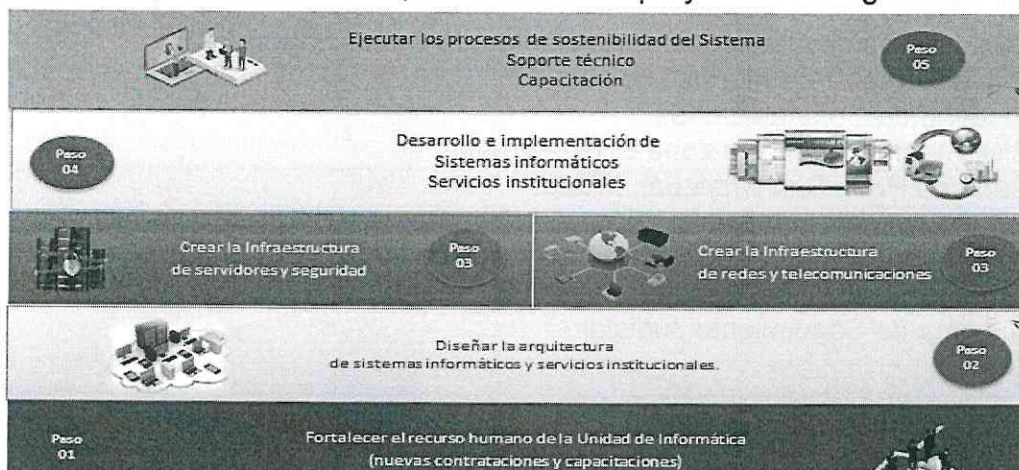 Ejecutar los procesos de sostenibilidad del Sistema
Soporte técnico
Capacitación
Paso
05
Paso
04
Desarrollo e implementación de
Sistemas informáticos
Servicios institucionales
Crear la Infraestructura
de servidores y seguridad
Paso
03
Crear la Infraestructura
de redes y telecomunicaciones
Paso
03
Diseñar la arquitectura
de sistemas informáticos y servicios institucionales.
Paso
02
Paso
01
Fortalecer el recurso humano de la Unidad de Informática
(nuevas contrataciones y capacitaciones)